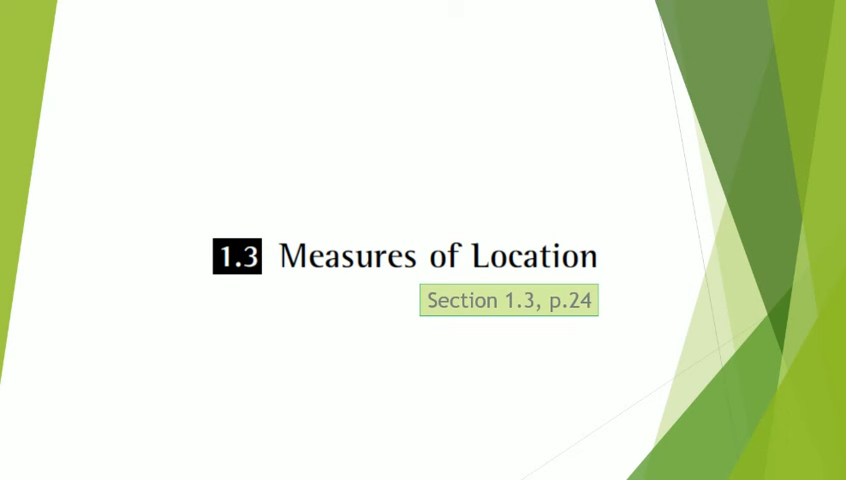 1.3 Measures of Location
Section 1.3, p.24